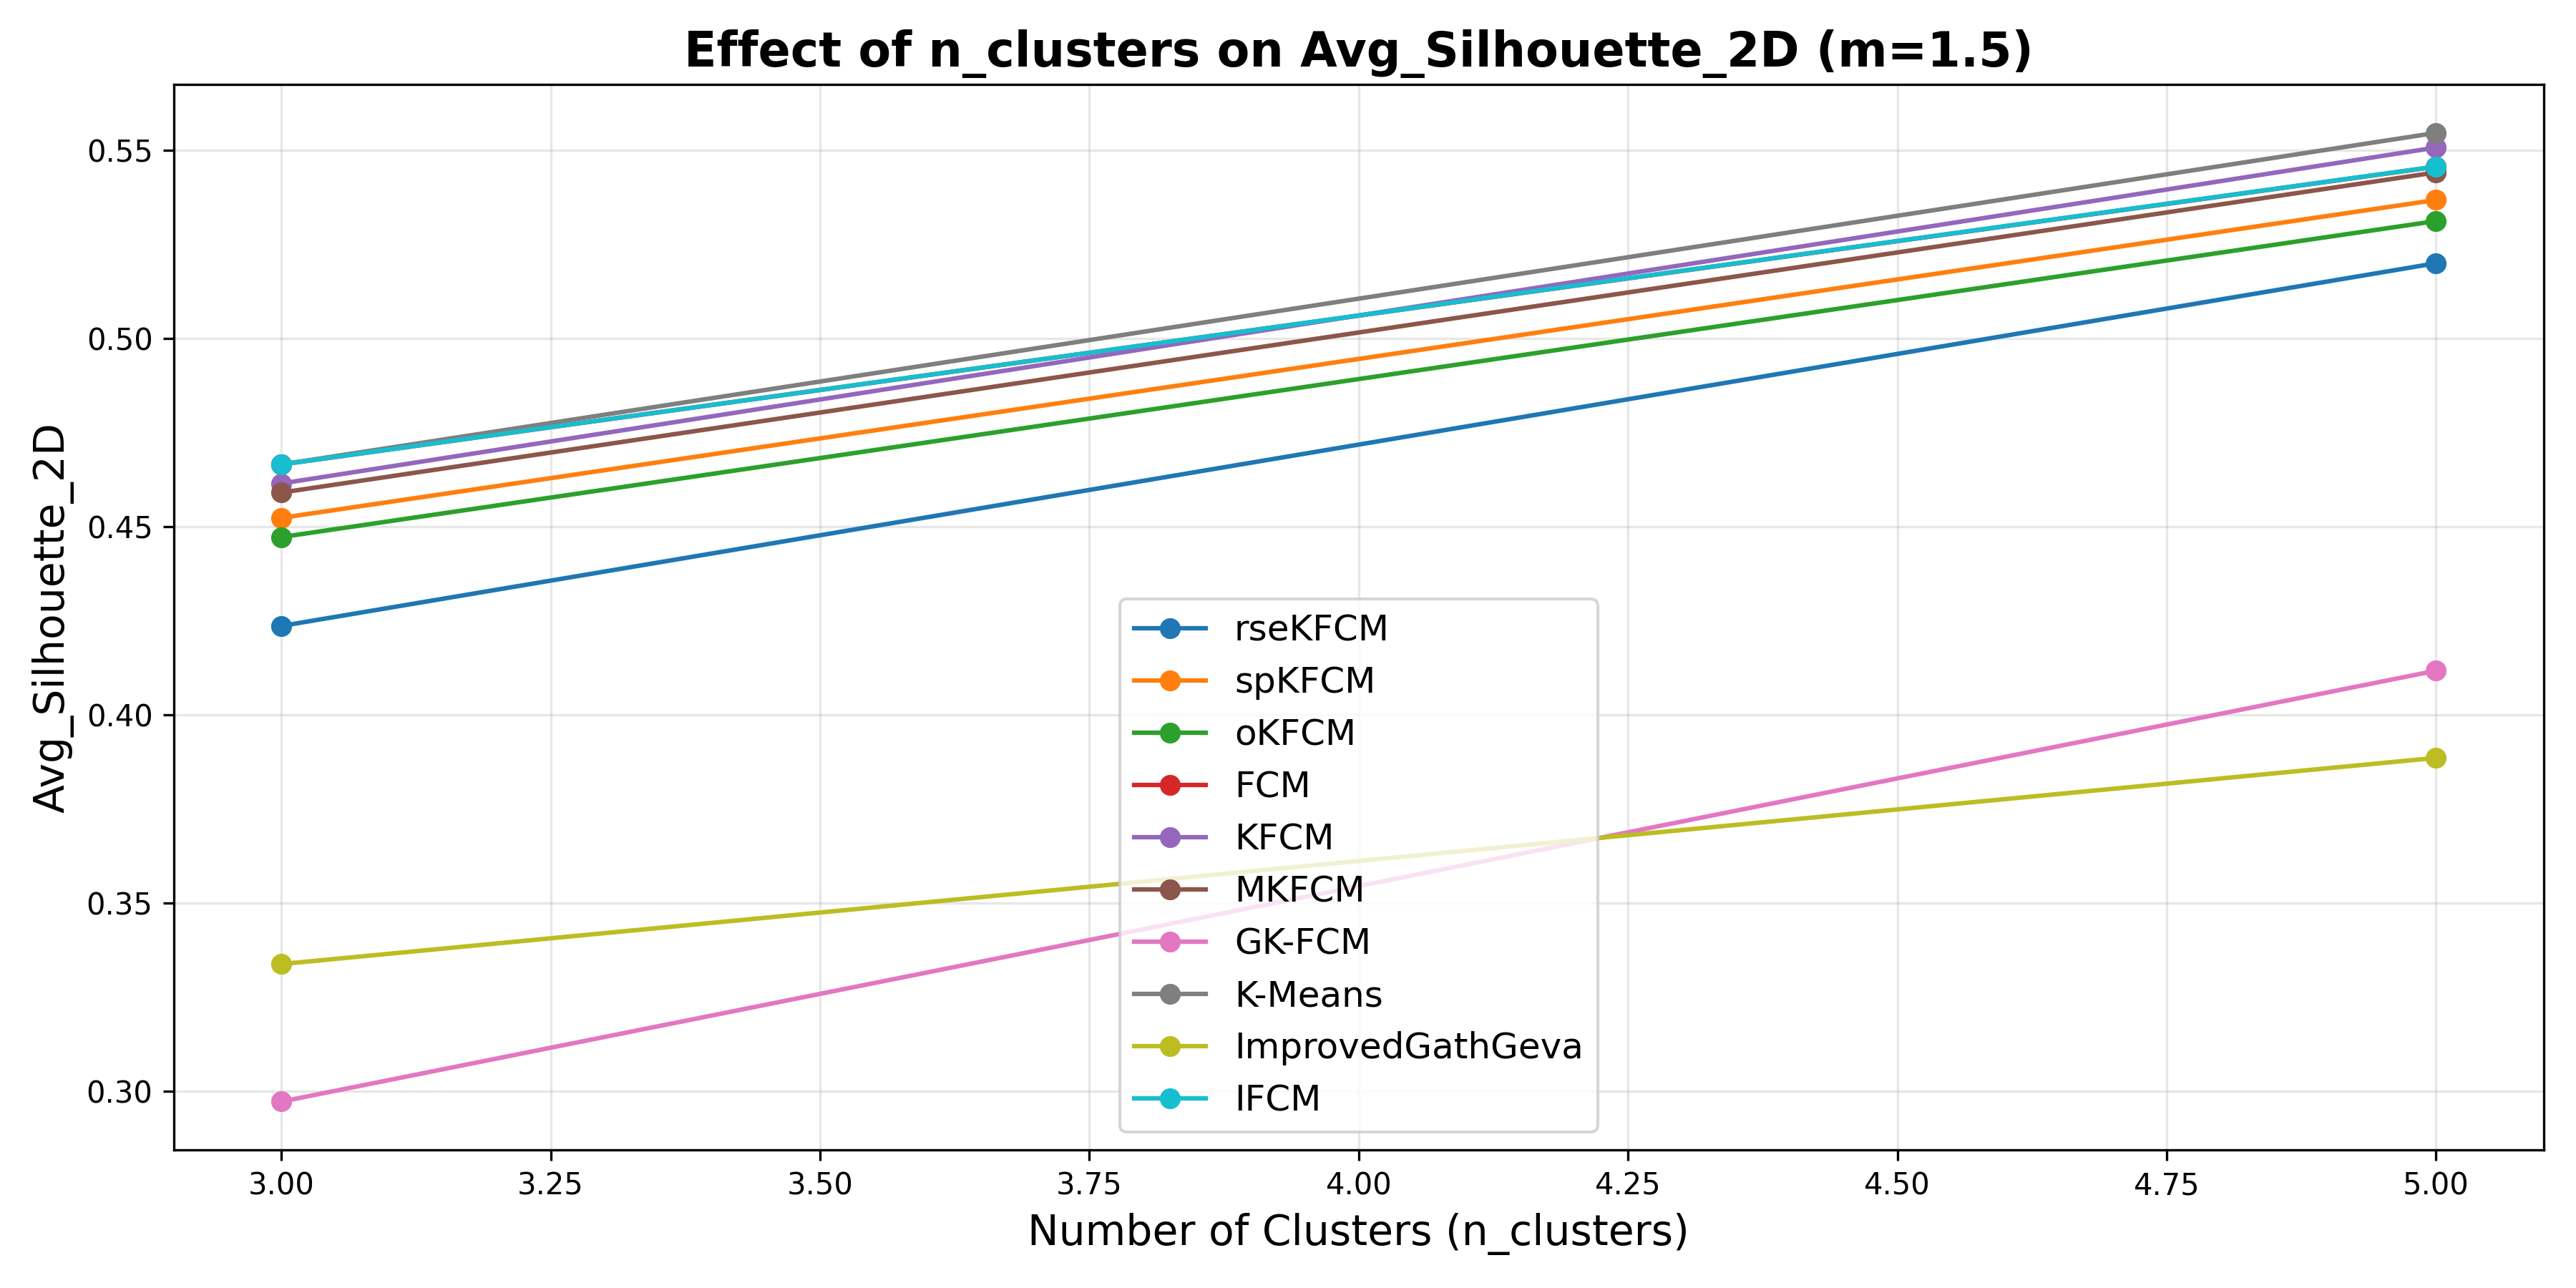 Effect of n_clusters on Avg_Silhouette_2D (m=1.5)
Avg_Silhouette_2D
0.55
0.50
0.45
0.40
0.35
0.30
rseKFCM
spKFCM
oKFCM
FCM
KFCM
MKFCM
GK-FCM
K-Means
ImprovedGathGeva
IFCM
3.00 3.25 3.50 3.75 4.00 4.25 4.50 4.75 5.00
Number of Clusters (n_clusters)